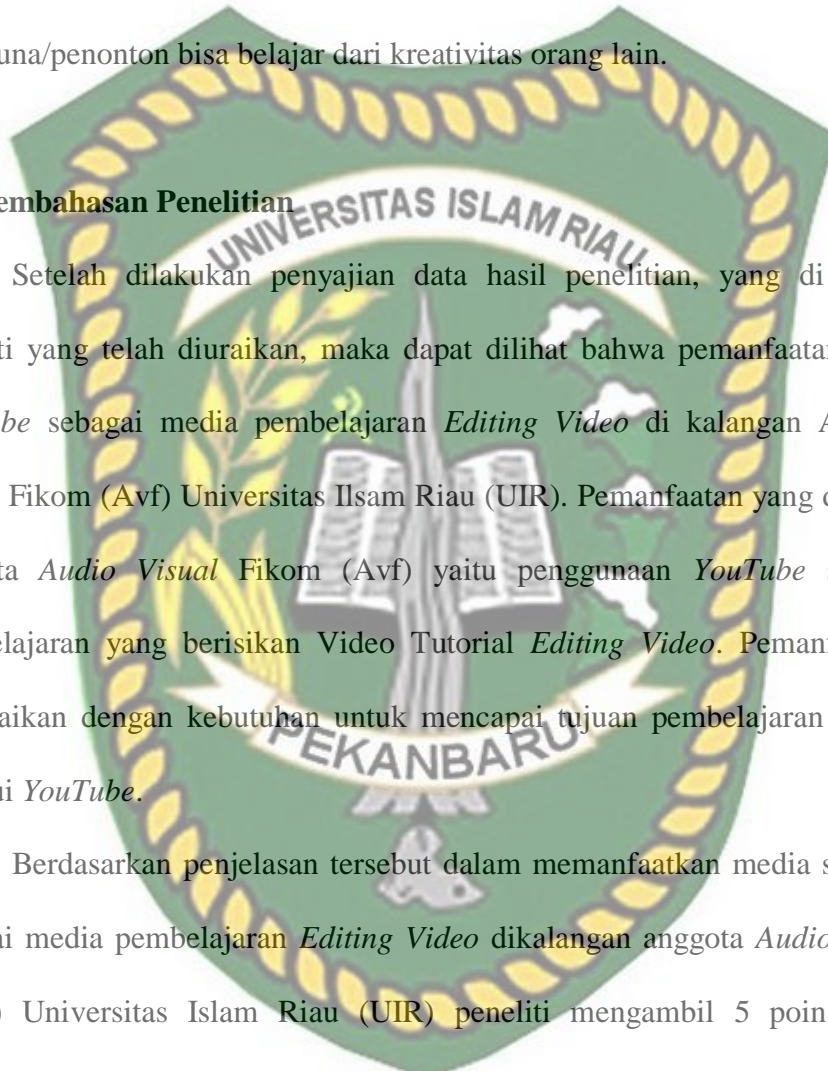 una/penonton bisa belajar dari kreativitas orang lain.
embahasan Penelitian
UNIVERSITAS ISLAM RIAU
Setelah dilakukan penyajian data hasil penelitian, yang di
ti yang telah diuraikan, maka dapat dilihat bahwa pemanfaatan
be sebagai media pembelajaran Editing Video di kalangan A
Fikom (Avf) Universitas Ilsam Riau (UIR). Pemanfaatan yang d
ta Audio Visual Fikom (Avf) yaitu penggunaan YouTube s
elajaran yang berisikan Video Tutorial Editing Video. Peman
aikan dengan kebutuhan untuk mencapai tujuan pembelajaran
PEKANBARU
ui YouTube.
Berdasarkan penjelasan tersebut dalam memanfaatkan media s
ai media pembelajaran Editing Video dikalangan anggota Audio
) Universitas Islam Riau (UIR) peneliti mengambil 5 poin